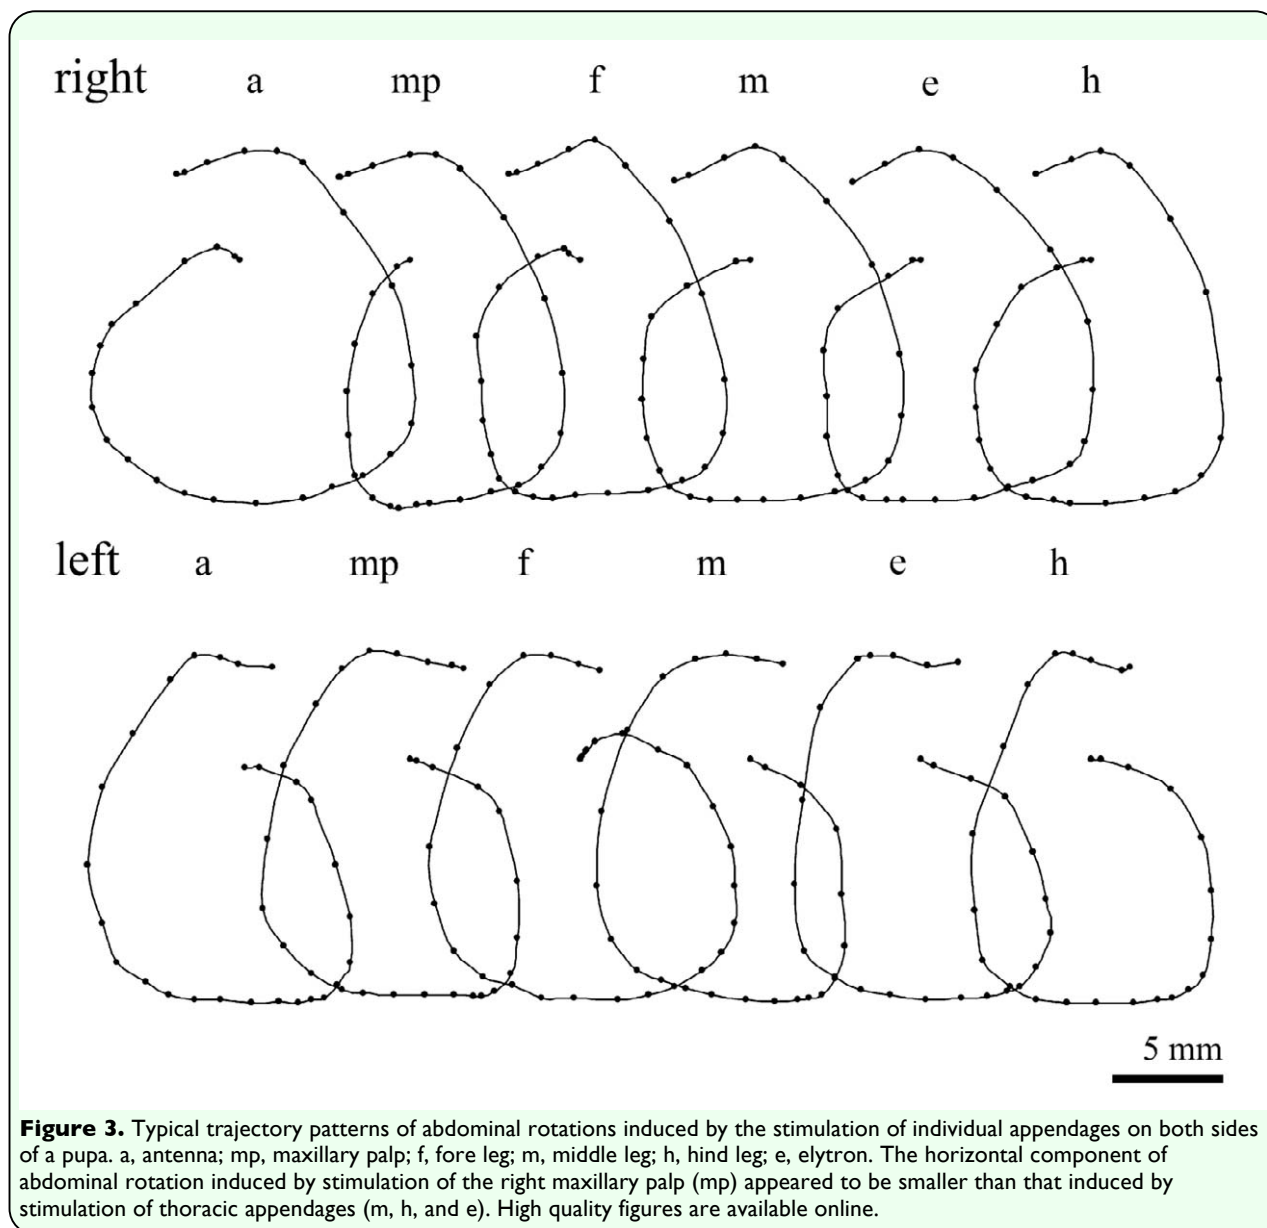 right a mp f m e h
left a mp f m e h
5 mm
Figure 3. Typical trajectory patterns of abdominal rotations induced by the stimulation of individual appendages on both sides
of a pupa. a, antenna; mp, maxillary palp; f, fore leg; m, middle leg; h, hind leg; e, elytron. The horizontal component of
abdominal rotation induced by stimulation of the right maxillary palp (mp) appeared to be smaller than that induced by
stimulation of thoracic appendages (m, h, and e). High quality figures are available online.